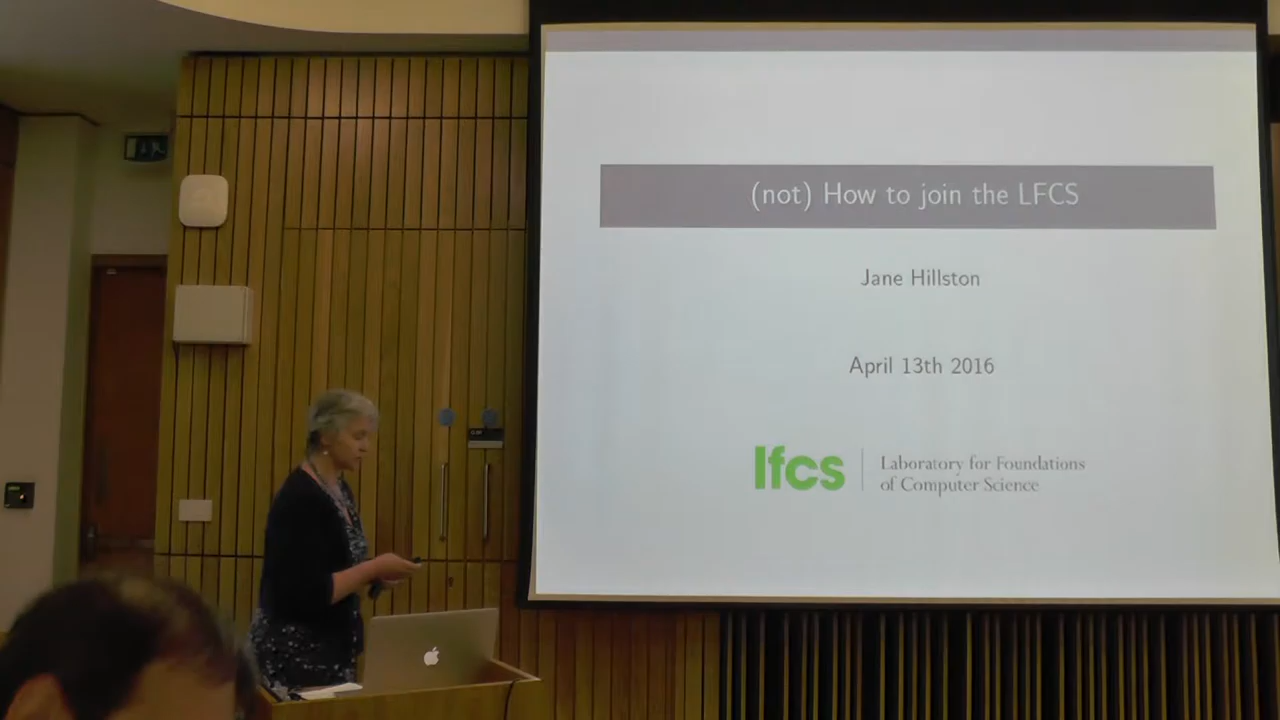 (not) How to join the LFCS
Jane Hillston
April 13th 2016
lfcs
Laboratory for Foundations
of Computer Science